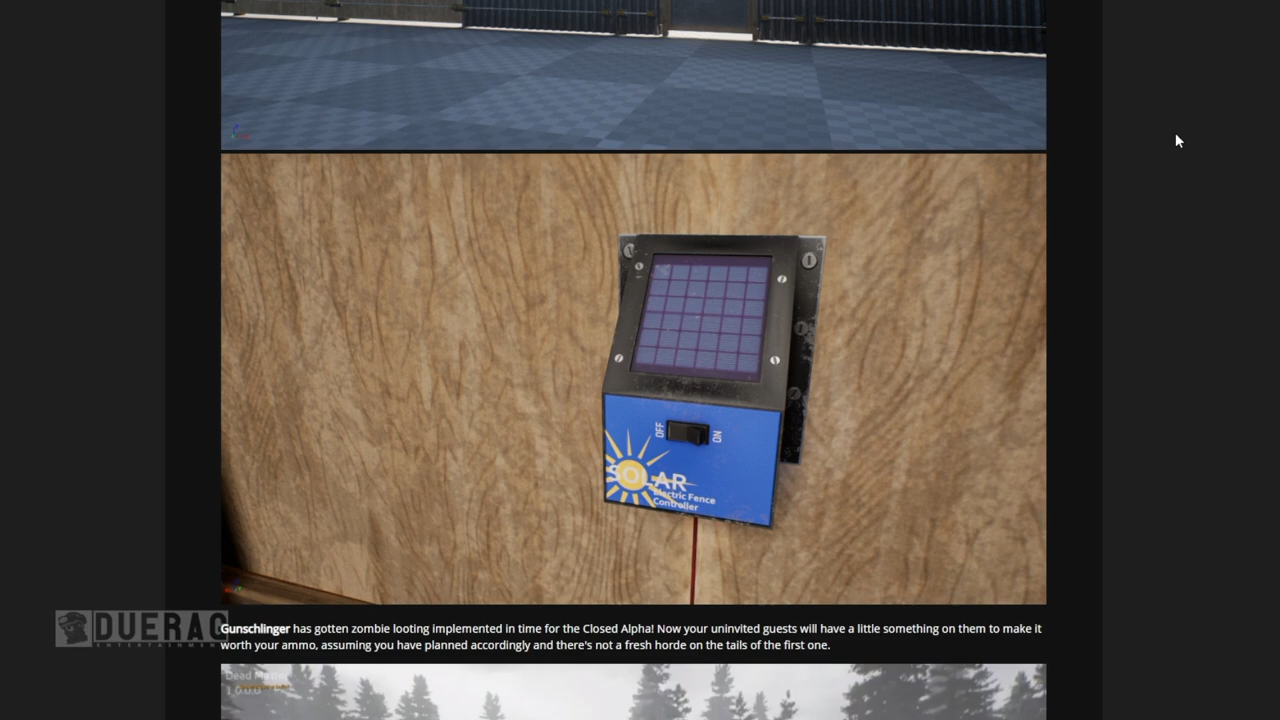 OFF
ON
SOLAR
Electric Fence
Controller
DUERAC
ENTERTAINMENT
Gunschlinger has gotten zombie looting implemented in time for the Closed Alpha! Now your uninvited guests will have a little something on them to make it
worth your ammo, assuming you have planned accordingly and there's not a fresh horde on the tails of the first one.
Dead Matter